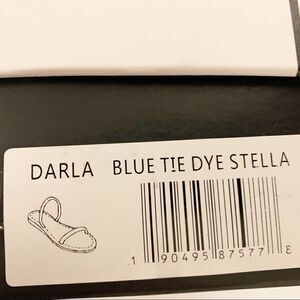 DARLA BLUE TIE DYE STELLA
1 90495 87577 8